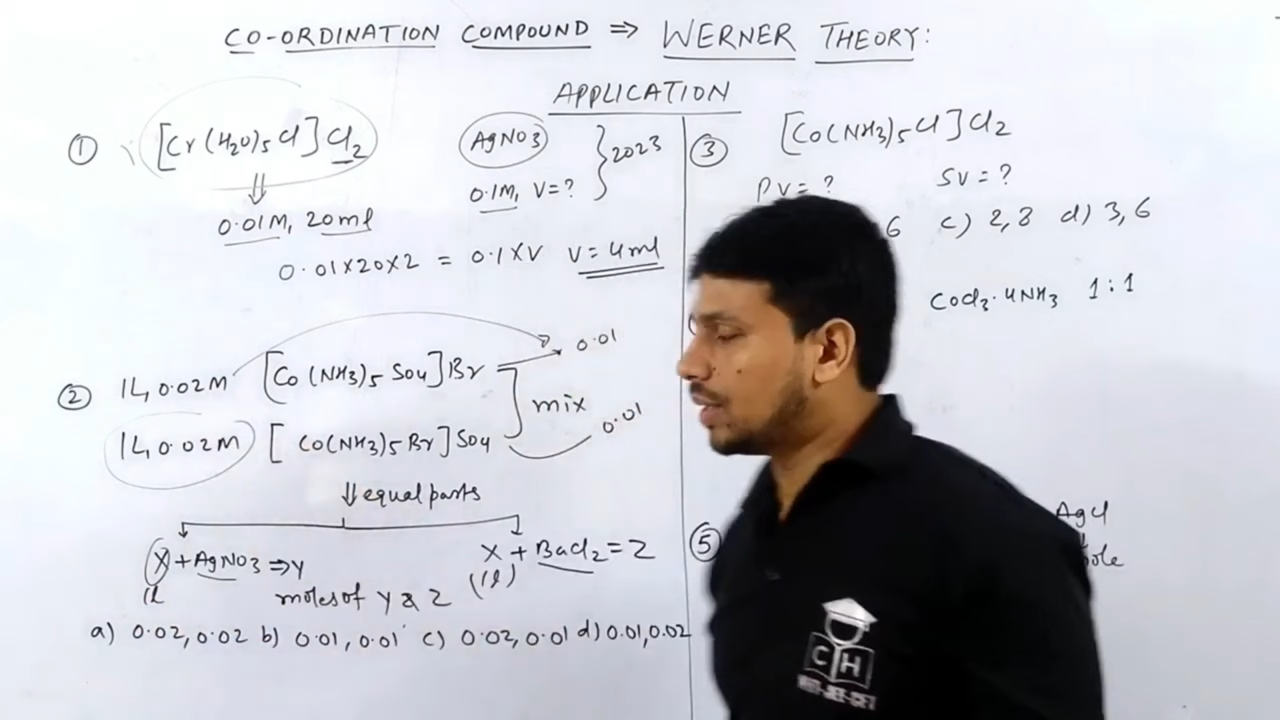 CO-ORDINATION COMPOUND ⇒ WERNER THEORY:
APPLICATION
① [Cr(H2O)5Cl]Cl2
⇓
0.01M, 20ml
AgNO3
0.1M, V=?
}2023
0.01X20X2 = 0.1XV V=4ml
② 1L, 0.02M [Co(NH3)5SO4]Br → 0.01
] mix
1L, 0.02M [Co(NH3)5Br]SO4 0.01
⇓ equal parts
X + AgNO3 ⇒ Y
1l
X + BaCl2 = Z
(1l)
moles of Y & Z
a) 0.02, 0.02 b) 0.01, 0.01 c) 0.02, 0.01 d) 0.01, 0.02
③ [Co(NH3)5Cl]Cl2
PV = ? SV = ?
6 c) 2,8 d) 3,6
CoCl3.4NH3 1:1
⑤
AgCl
CH